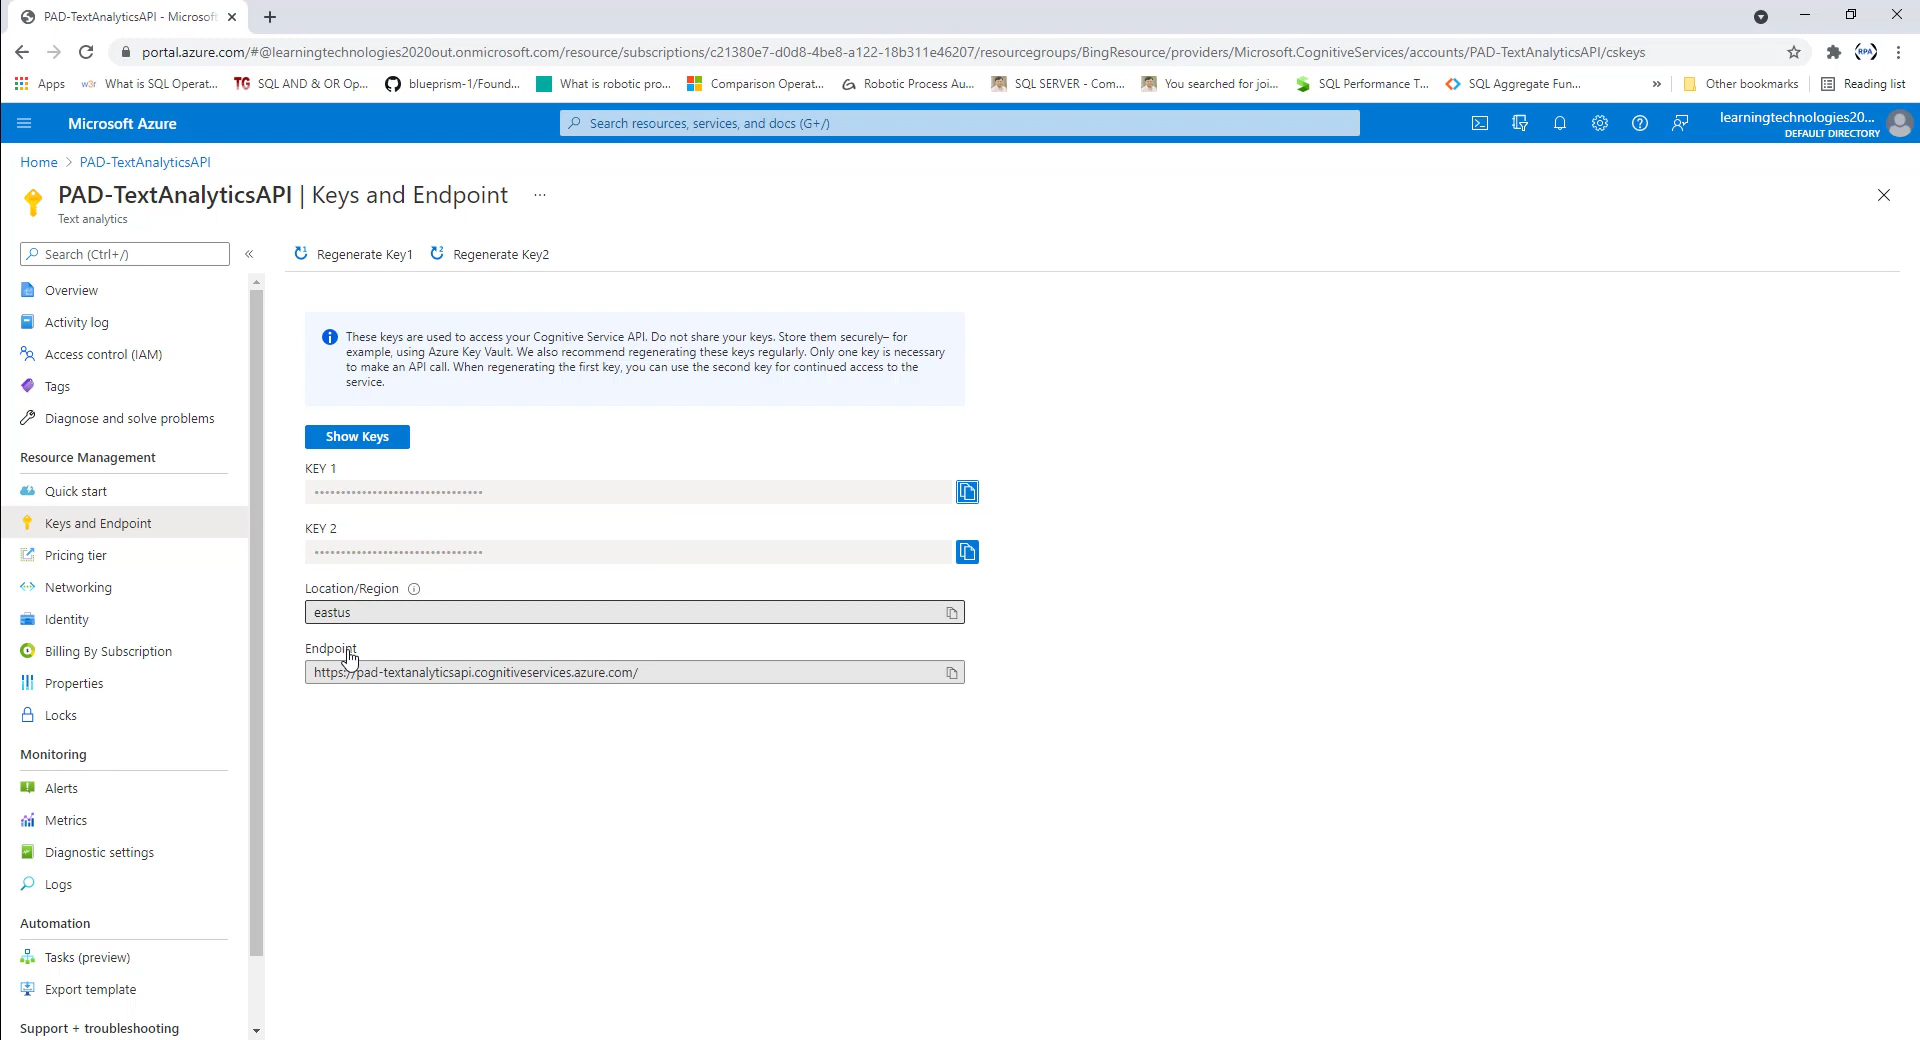 PAD-TextAnalyticsAPI - Microsoft
portal.azure.com/#@learningtechnologies2020out.onmicrosoft.com/resource/subscriptions/c21380e7-d0d8-4be8-a122-18b311e46207/resourcegroups/BingResource/providers/Microsoft.CognitiveServices/accounts/PAD-TextAnalyticsAPI/cskeys
RPA
Apps
w3r What is SQL Operat...
TG SQL AND & OR Op...
blueprism-1/Found...
What is robotic pro...
Comparison Operat...
Robotic Process Au...
SQL SERVER - Com...
You searched for joi...
SQL Performance T...
SQL Aggregate Fun...
»
Other bookmarks
Reading list
Microsoft Azure
Search resources, services, and docs (G+/)
learningtechnologies20...
DEFAULT DIRECTORY
Home > PAD-TextAnalyticsAPI
PAD-TextAnalyticsAPI | Keys and Endpoint ...
Text analytics
Search (Ctrl+/)
«
Regenerate Key1
Regenerate Key2
Overview
Activity log
Access control (IAM)
Tags
Diagnose and solve problems
Resource Management
Quick start
Keys and Endpoint
Pricing tier
Networking
Identity
Billing By Subscription
Properties
Locks
Monitoring
Alerts
Metrics
Diagnostic settings
Logs
Automation
Tasks (preview)
Export template
Support + troubleshooting
These keys are used to access your Cognitive Service API. Do not share your keys. Store them securely– for
example, using Azure Key Vault. We also recommend regenerating these keys regularly. Only one key is necessary
to make an API call. When regenerating the first key, you can use the second key for continued access to the
service.
Show Keys
KEY 1
••••••••••••••••••••••••••••••••
KEY 2
••••••••••••••••••••••••••••••••
Location/Region
eastus
Endpoint
https://pad-textanalyticsapi.cognitiveservices.azure.com/